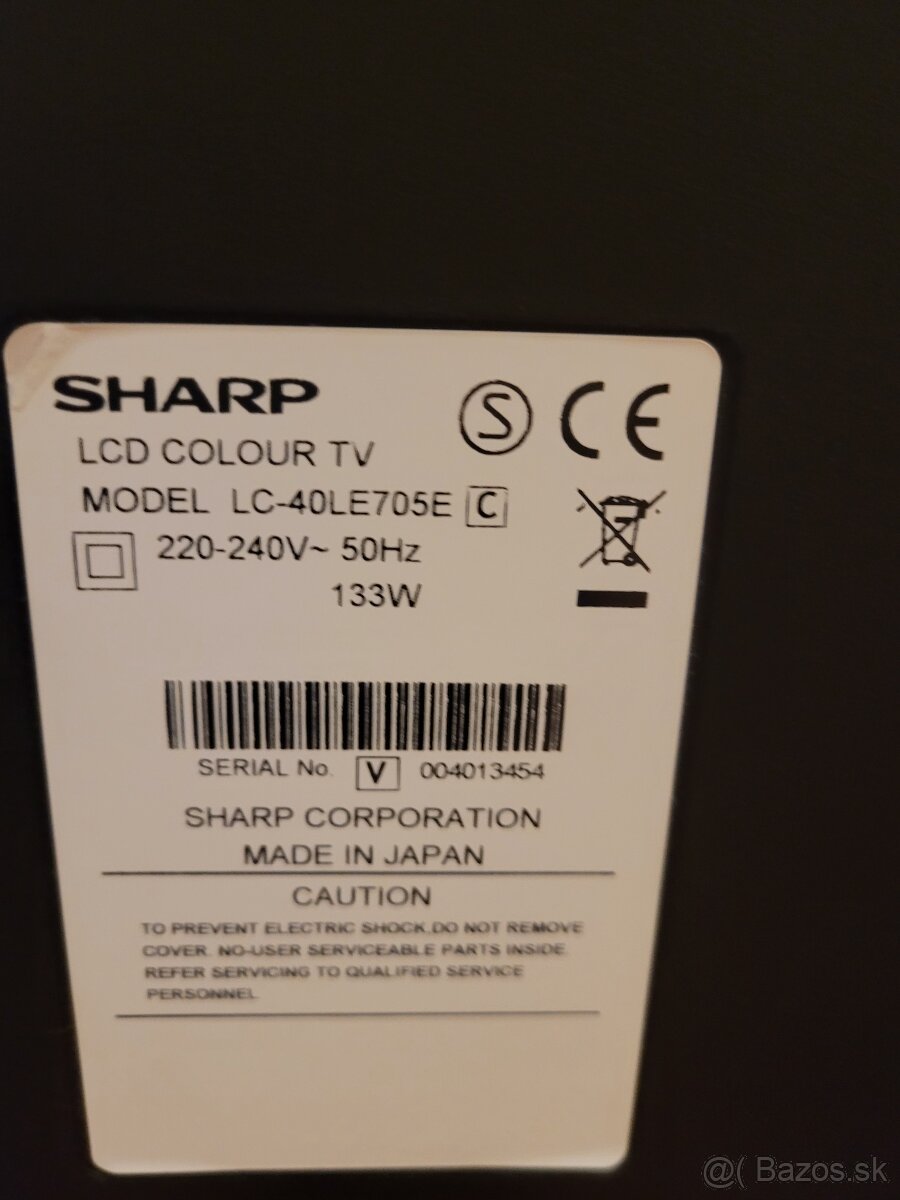 SHARP
S CE
LCD COLOUR TV
MODEL LC-40LE705E C
220-240V~ 50Hz
133W
SERIAL No. V 004013454
SHARP CORPORATION
MADE IN JAPAN
CAUTION
TO PREVENT ELECTRIC SHOCK.DO NOT REMOVE
COVER. NO-USER SERVICEABLE PARTS INSIDE.
REFER SERVICING TO QUALIFIED SERVICE
PERSONNEL
@( Bazos.sk